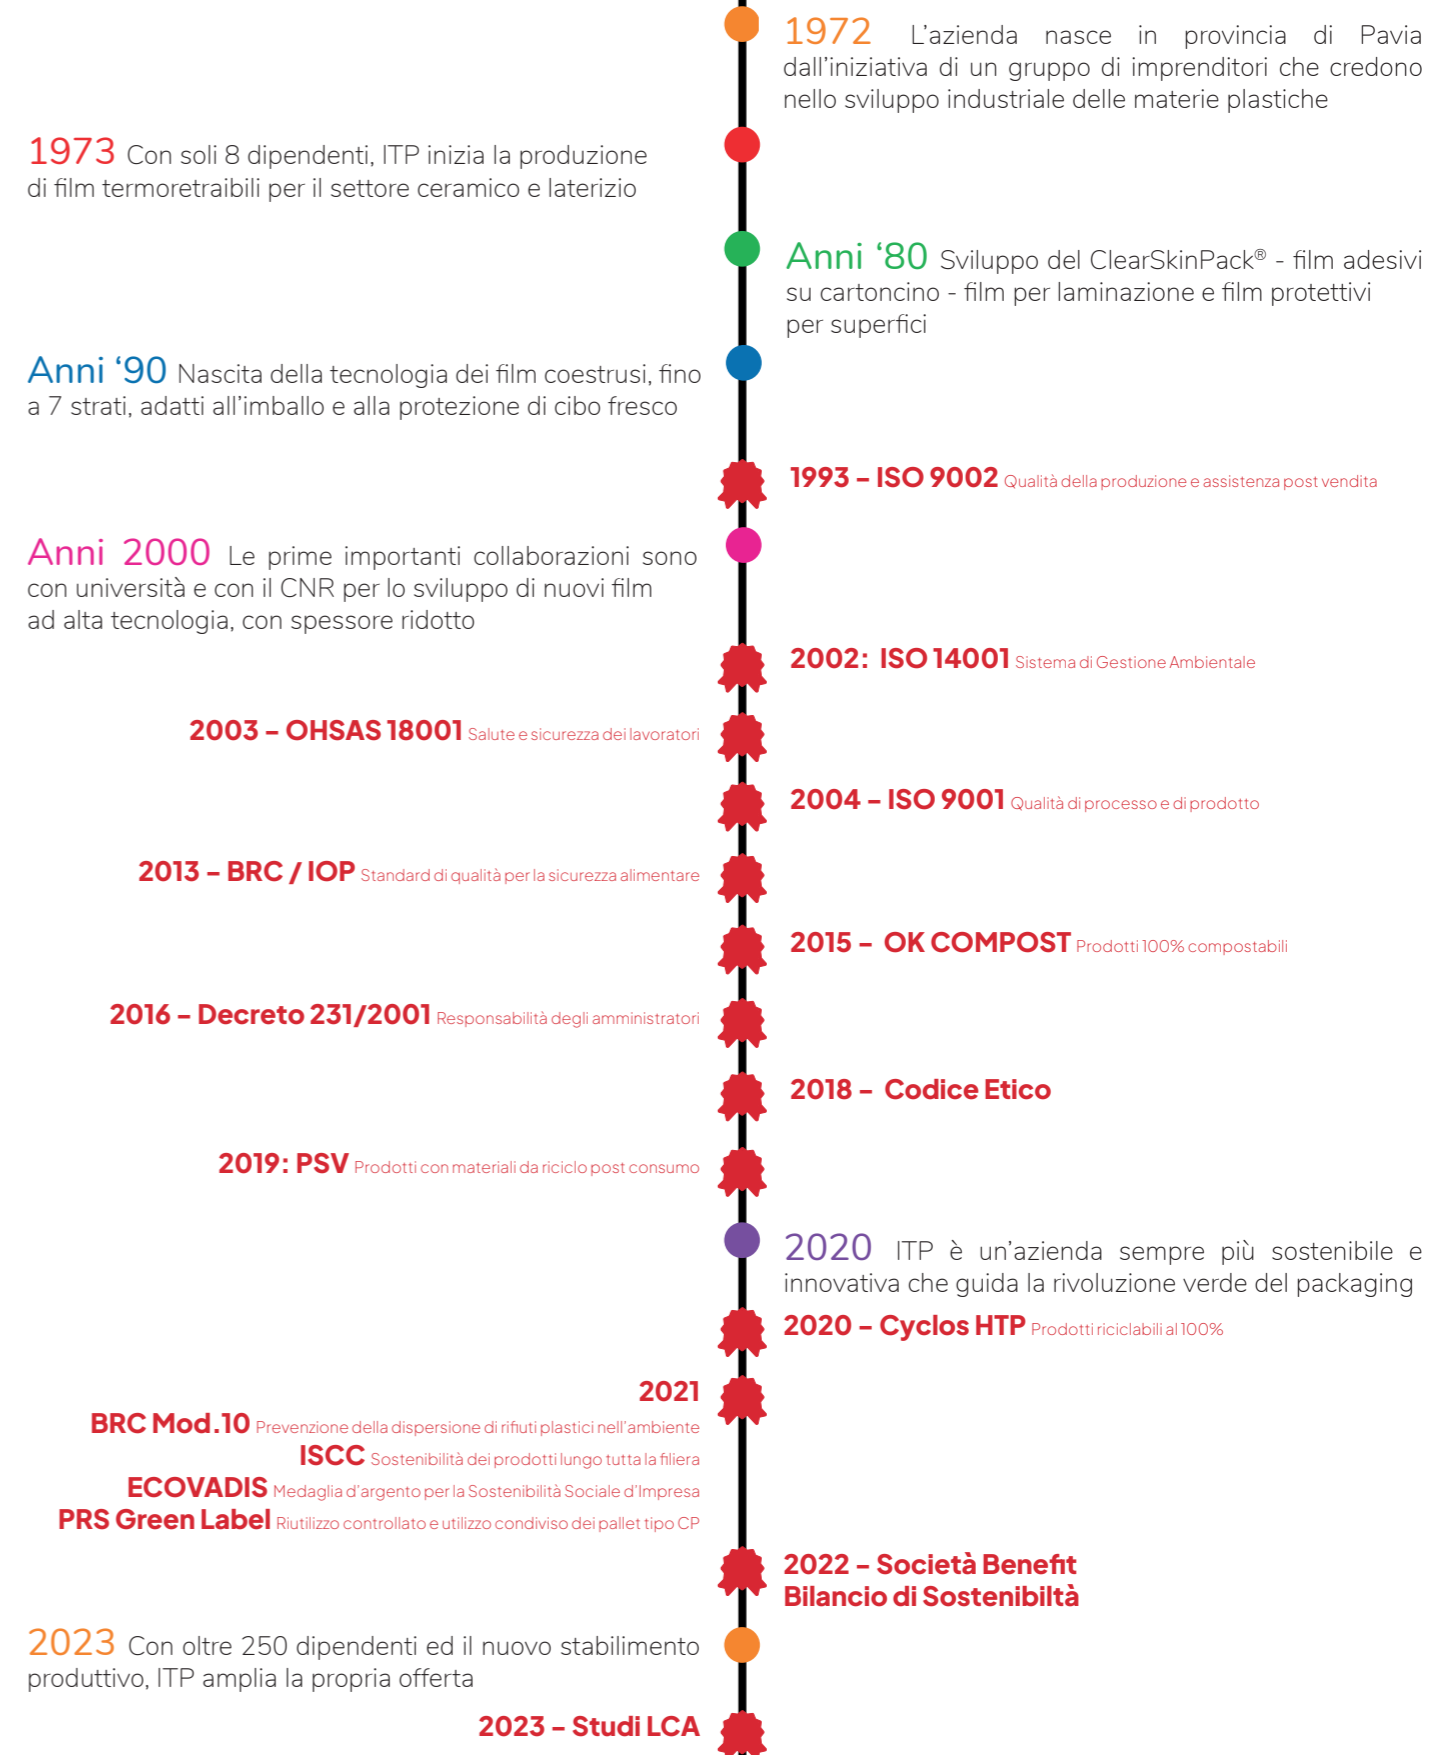 1972 L’azienda nasce in provincia di Pavia
dall’iniziativa di un gruppo di imprenditori che credono
nello sviluppo industriale delle materie plastiche
1973 Con soli 8 dipendenti, ITP inizia la produzione
di film termoretraibili per il settore ceramico e laterizio
Anni ‘80 Sviluppo del ClearSkinPack® - film adesivi
su cartoncino - film per laminazione e film protettivi
per superfici
Anni ‘90 Nascita della tecnologia dei film coestrusi, fino
a 7 strati, adatti all’imballo e alla protezione di cibo fresco
1993 – ISO 9002 Qualità della produzione e assistenza post vendita
Anni 2000 Le prime importanti collaborazioni sono
con università e con il CNR per lo sviluppo di nuovi film
ad alta tecnologia, con spessore ridotto
2002: ISO 14001 Sistema di Gestione Ambientale
2003 – OHSAS 18001 Salute e sicurezza dei lavoratori
2004 – ISO 9001 Qualità di processo e di prodotto
2013 – BRC / IOP Standard di qualità per la sicurezza alimentare
2015 – OK COMPOST Prodotti 100% compostabili
2016 – Decreto 231/2001 Responsabilità degli amministratori
2018 – Codice Etico
2019: PSV Prodotti con materiali da riciclo post consumo
2020 ITP è un’azienda sempre più sostenibile e
innovativa che guida la rivoluzione verde del packaging
2020 – Cyclos HTP Prodotti riciclabili al 100%
2021
BRC Mod.10 Prevenzione della dispersione di rifiuti plastici nell’ambiente
ISCC Sostenibilità dei prodotti lungo tutta la filiera
ECOVADIS Medaglia d’argento per la Sostenibilità Sociale d’Impresa
PRS Green Label Riutilizzo controllato e utilizzo condiviso dei pallet tipo CP
2022 – Società Benefit
Bilancio di Sostenibiltà
2023 Con oltre 250 dipendenti ed il nuovo stabilimento
produttivo, ITP amplia la propria offerta
2023 – Studi LCA